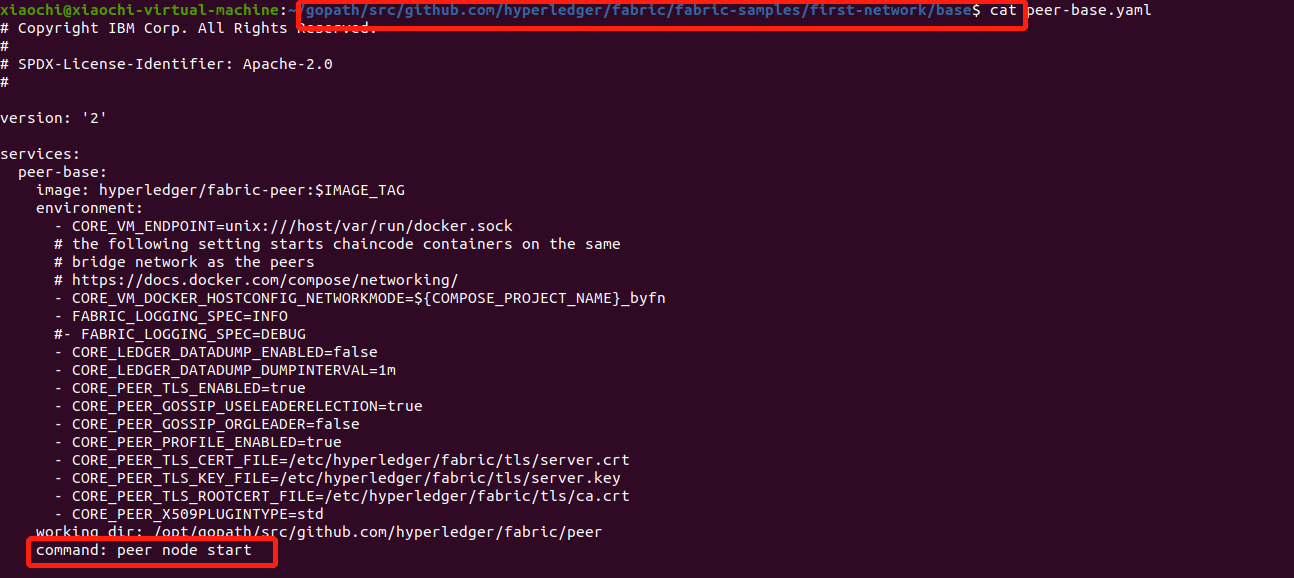 xiaochi@xiaochi-virtual-machine:~/gopath/src/github.com/hyperledger/fabric/fabric-samples/first-network/base$ cat peer-base.yaml
# Copyright IBM Corp. All Rights Reserved.
#
# SPDX-License-Identifier: Apache-2.0
#
version: '2'
services:
  peer-base:
    image: hyperledger/fabric-peer:$IMAGE_TAG
    environment:
      - CORE_VM_ENDPOINT=unix:///host/var/run/docker.sock
      # the following setting starts chaincode containers on the same
      # bridge network as the peers
      # https://docs.docker.com/compose/networking/
      - CORE_VM_DOCKER_HOSTCONFIG_NETWORKMODE=${COMPOSE_PROJECT_NAME}_byfn
      - FABRIC_LOGGING_SPEC=INFO
      #- FABRIC_LOGGING_SPEC=DEBUG
      - CORE_LEDGER_DATADUMP_ENABLED=false
      - CORE_LEDGER_DATADUMP_DUMPINTERVAL=1m
      - CORE_PEER_TLS_ENABLED=true
      - CORE_PEER_GOSSIP_USELEADERELECTION=true
      - CORE_PEER_GOSSIP_ORGLEADER=false
      - CORE_PEER_PROFILE_ENABLED=true
      - CORE_PEER_TLS_CERT_FILE=/etc/hyperledger/fabric/tls/server.crt
      - CORE_PEER_TLS_KEY_FILE=/etc/hyperledger/fabric/tls/server.key
      - CORE_PEER_TLS_ROOTCERT_FILE=/etc/hyperledger/fabric/tls/ca.crt
      - CORE_PEER_X509PLUGINTYPE=std
    working_dir: /opt/gopath/src/github.com/hyperledger/fabric/peer
    command: peer node start